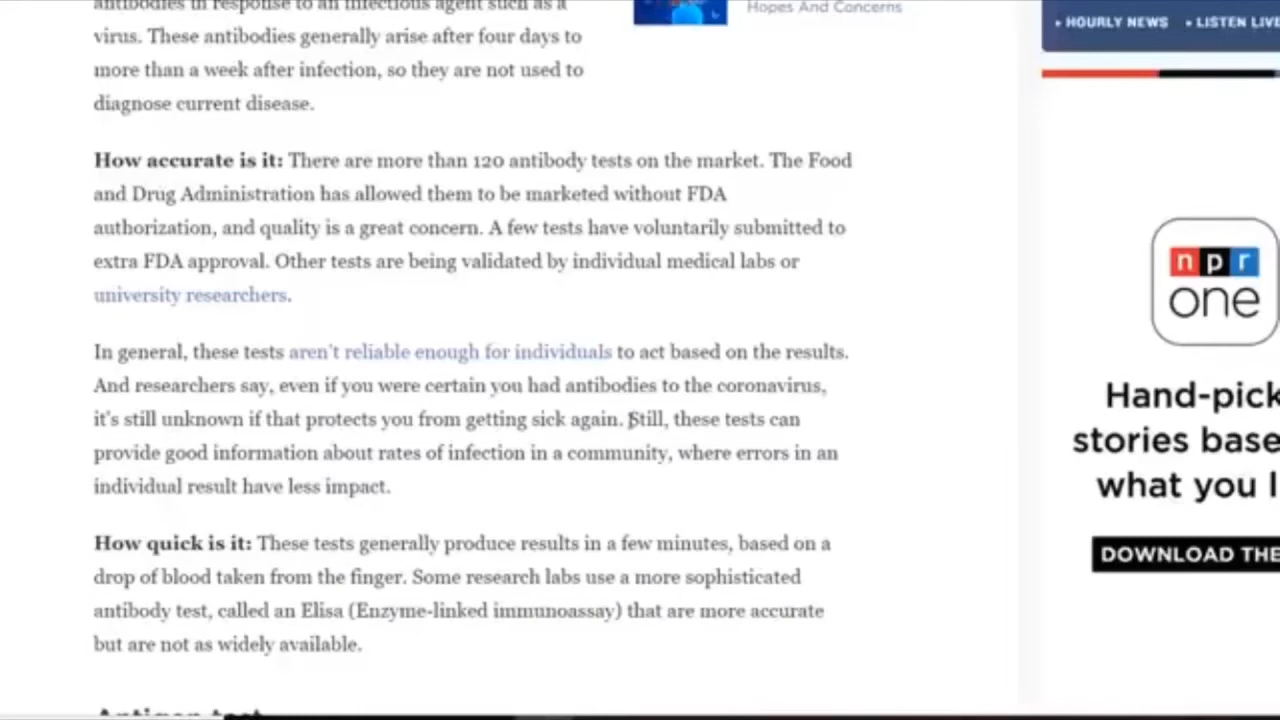 antibodies in response to an infectious agent such as a
virus. These antibodies generally arise after four days to
more than a week after infection, so they are not used to
diagnose current disease.
How accurate is it: There are more than 120 antibody tests on the market. The Food
and Drug Administration has allowed them to be marketed without FDA
authorization, and quality is a great concern. A few tests have voluntarily submitted to
extra FDA approval. Other tests are being validated by individual medical labs or
university researchers.
In general, these tests aren't reliable enough for individuals to act based on the results.
And researchers say, even if you were certain you had antibodies to the coronavirus,
it's still unknown if that protects you from getting sick again. Still, these tests can
provide good information about rates of infection in a community, where errors in an
individual result have less impact.
How quick is it: These tests generally produce results in a few minutes, based on a
drop of blood taken from the finger. Some research labs use a more sophisticated
antibody test, called an Elisa (Enzyme-linked immunoassay) that are more accurate
but are not as widely available.
Antigen test
Hopes And Concerns
• HOURLY NEWS • LISTEN LIV
npr
one
Hand-pick
stories base
what you l
DOWNLOAD THE